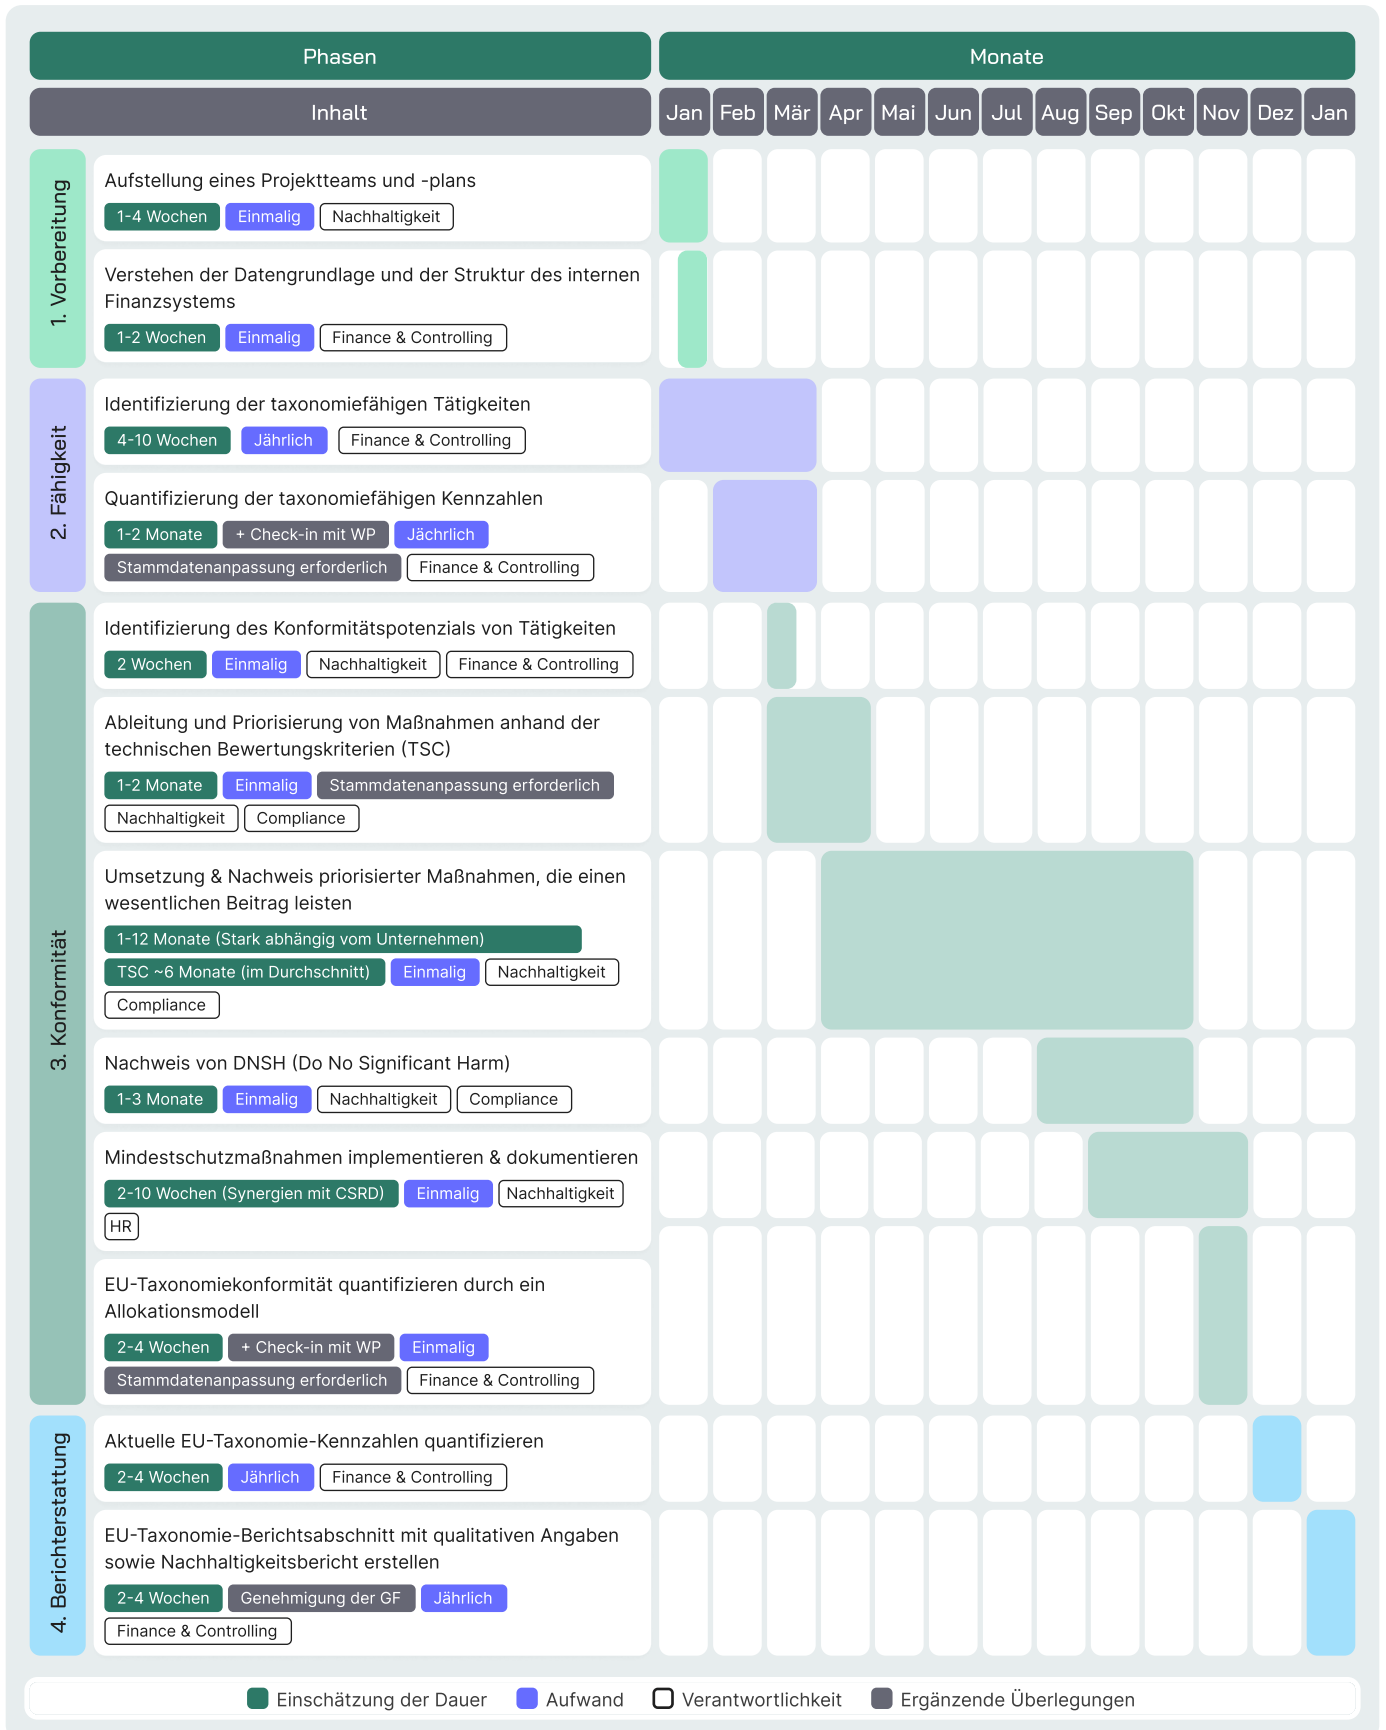 Phasen
Monate
Inhalt
Jan Feb Mär Apr Mai Jun Jul Aug Sep Okt Nov Dez Jan
1. Vorbereitung
Aufstellung eines Projektteams und -plans
1-4 Wochen Einmalig Nachhaltigkeit
Verstehen der Datengrundlage und der Struktur des internen
Finanzsystems
1-2 Wochen Einmalig Finance & Controlling
2. Fähigkeit
Identifizierung der taxonomiefähigen Tätigkeiten
4-10 Wochen Jährlich Finance & Controlling
Quantifizierung der taxonomiefähigen Kennzahlen
1-2 Monate + Check-in mit WP Jächrlich
Stammdatenanpassung erforderlich Finance & Controlling
3. Konformität
Identifizierung des Konformitätspotenzials von Tätigkeiten
2 Wochen Einmalig Nachhaltigkeit Finance & Controlling
Ableitung und Priorisierung von Maßnahmen anhand der
technischen Bewertungskriterien (TSC)
1-2 Monate Einmalig Stammdatenanpassung erforderlich
Nachhaltigkeit Compliance
Umsetzung & Nachweis priorisierter Maßnahmen, die einen
wesentlichen Beitrag leisten
1-12 Monate (Stark abhängig vom Unternehmen)
TSC ~6 Monate (im Durchschnitt) Einmalig Nachhaltigkeit
Compliance
Nachweis von DNSH (Do No Significant Harm)
1-3 Monate Einmalig Nachhaltigkeit Compliance
Mindestschutzmaßnahmen implementieren & dokumentieren
2-10 Wochen (Synergien mit CSRD) Einmalig Nachhaltigkeit
HR
EU-Taxonomiekonformität quantifizieren durch ein
Allokationsmodell
2-4 Wochen + Check-in mit WP Einmalig
Stammdatenanpassung erforderlich Finance & Controlling
4. Berichterstattung
Aktuelle EU-Taxonomie-Kennzahlen quantifizieren
2-4 Wochen Jährlich Finance & Controlling
EU-Taxonomie-Berichtsabschnitt mit qualitativen Angaben
sowie Nachhaltigkeitsbericht erstellen
2-4 Wochen Genehmigung der GF Jährlich
Finance & Controlling
Einschätzung der Dauer Aufwand Verantwortlichkeit Ergänzende Überlegungen